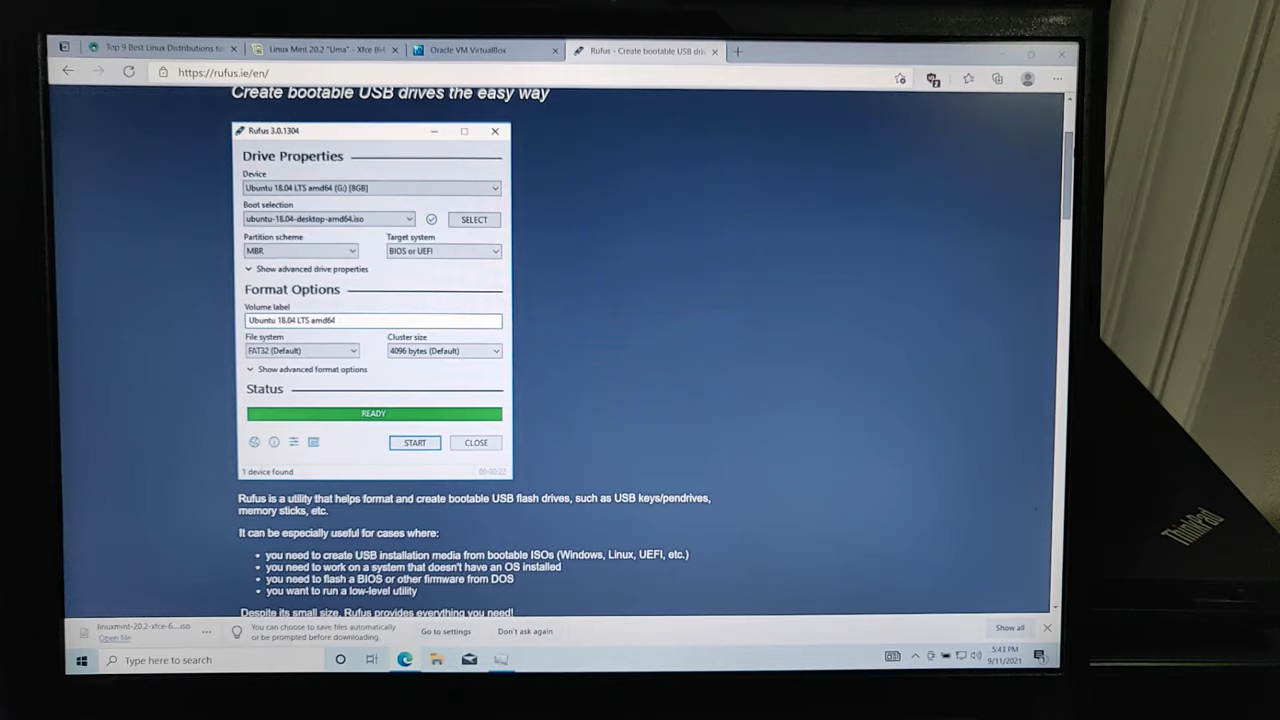 Top 9 Best Linux Distributions fo
Linux Mint 20.2 "Uma" - Xfce (64
Oracle VM VirtualBox
Rufus - Create bootable USB driv
https://rufus.ie/en/
Create bootable USB drives the easy way
Rufus 3.0.1304
Drive Properties
Device
Ubuntu 18.04 LTS amd64 (G:) [8GB]
Boot selection
ubuntu-18.04-desktop-amd64.iso
SELECT
Partition scheme
Target system
MBR
BIOS or UEFI
Show advanced drive properties
Format Options
Volume label
Ubuntu 18.04 LTS amd64
File system
Cluster size
FAT32 (Default)
4096 bytes (Default)
Show advanced format options
Status
READY
START
CLOSE
1 device found
00:00:22
Rufus is a utility that helps format and create bootable USB flash drives, such as USB keys/pendrives,
memory sticks, etc.
It can be especially useful for cases where:
• you need to create USB installation media from bootable ISOs (Windows, Linux, UEFI, etc.)
• you need to work on a system that doesn't have an OS installed
• you need to flash a BIOS or other firmware from DOS
• you want to run a low-level utility
Despite its small size, Rufus provides everything you need!
linuxmint-20.2-xfce-6....iso
Open file
You can choose to save files automatically
or be prompted before downloading.
Go to settings
Don't ask again
Show all
Type here to search
5:43 PM
9/11/2021
ThinkPad